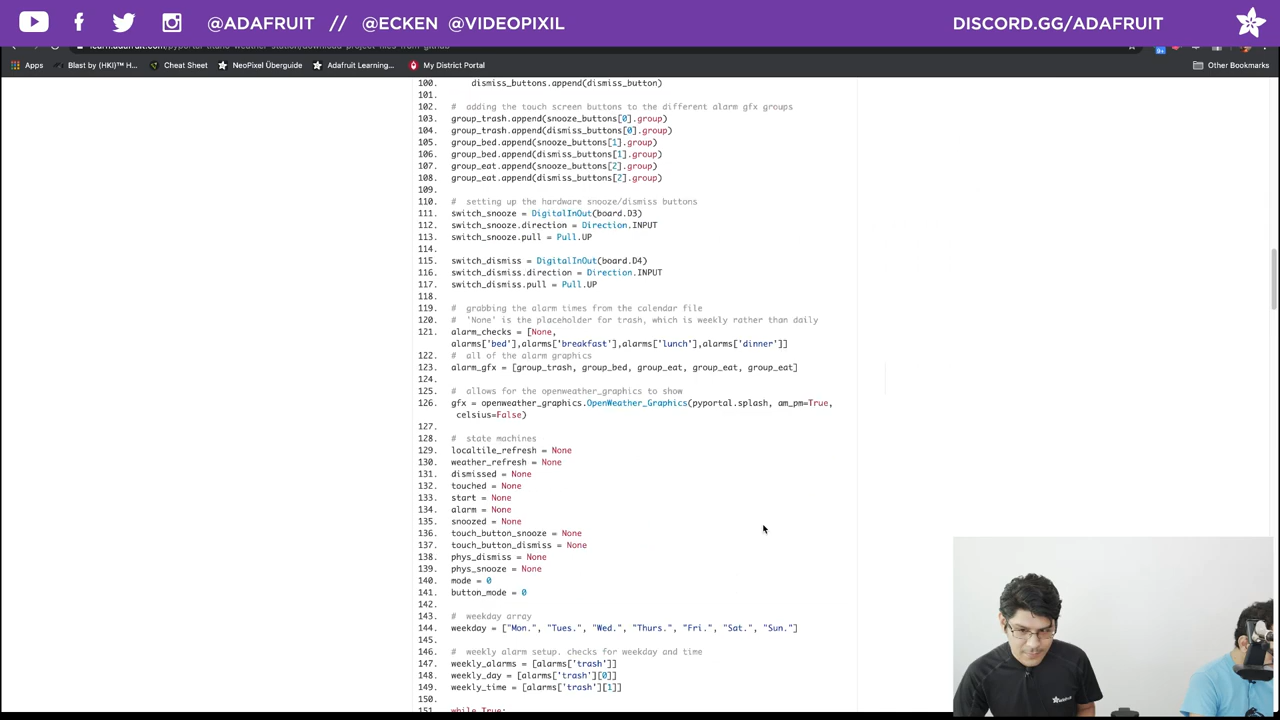 @ADAFRUIT // @ECKEN @VIDEOPIXIL DISCORD.GG/ADAFRUIT
Apps Blast by (HKI)™ H... Cheat Sheet NeoPixel Überguide Adafruit Learning... My District Portal Other Bookmarks
100. dismiss_buttons.append(dismiss_button)
101.
102. # adding the touch screen buttons to the different alarm gfx groups
103. group_trash.append(snooze_buttons[0].group)
104. group_trash.append(dismiss_buttons[0].group)
105. group_bed.append(snooze_buttons[1].group)
106. group_bed.append(dismiss_buttons[1].group)
107. group_eat.append(snooze_buttons[2].group)
108. group_eat.append(dismiss_buttons[2].group)
109.
110. # setting up the hardware snooze/dismiss buttons
111. switch_snooze = DigitalInOut(board.D3)
112. switch_snooze.direction = Direction.INPUT
113. switch_snooze.pull = Pull.UP
114.
115. switch_dismiss = DigitalInOut(board.D4)
116. switch_dismiss.direction = Direction.INPUT
117. switch_dismiss.pull = Pull.UP
118.
119. # grabbing the alarm times from the calendar file
120. # 'None' is the placeholder for trash, which is weekly rather than daily
121. alarm_checks = [None,
alarms['bed'],alarms['breakfast'],alarms['lunch'],alarms['dinner']]
122. # all of the alarm graphics
123. alarm_gfx = [group_trash, group_bed, group_eat, group_eat, group_eat]
124.
125. # allows for the openweather_graphics to show
126. gfx = openweather_graphics.OpenWeather_Graphics(pyportal.splash, am_pm=True,
celsius=False)
127.
128. # state machines
129. localtile_refresh = None
130. weather_refresh = None
131. dismissed = None
132. touched = None
133. start = None
134. alarm = None
135. snoozed = None
136. touch_button_snooze = None
137. touch_button_dismiss = None
138. phys_dismiss = None
139. phys_snooze = None
140. mode = 0
141. button_mode = 0
142.
143. # weekday array
144. weekday = ["Mon.", "Tues.", "Wed.", "Thurs.", "Fri.", "Sat.", "Sun."]
145.
146. # weekly alarm setup. checks for weekday and time
147. weekly_alarms = [alarms['trash']]
148. weekly_day = [alarms['trash'][0]]
149. weekly_time = [alarms['trash'][1]]
150.
151. while True: